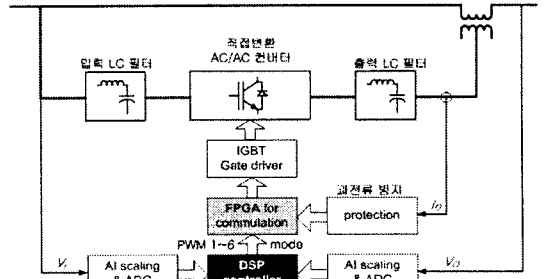 직접변환
AC/AC 컨버터
입력 LC 필터
출력 LC 필터
IGBT
Gate driver
과전류 방지
FPGA for
commutation
protection
PWM 1~6
mode
AI scaling
& ADC
DSP
controller
AI scaling
& ADC